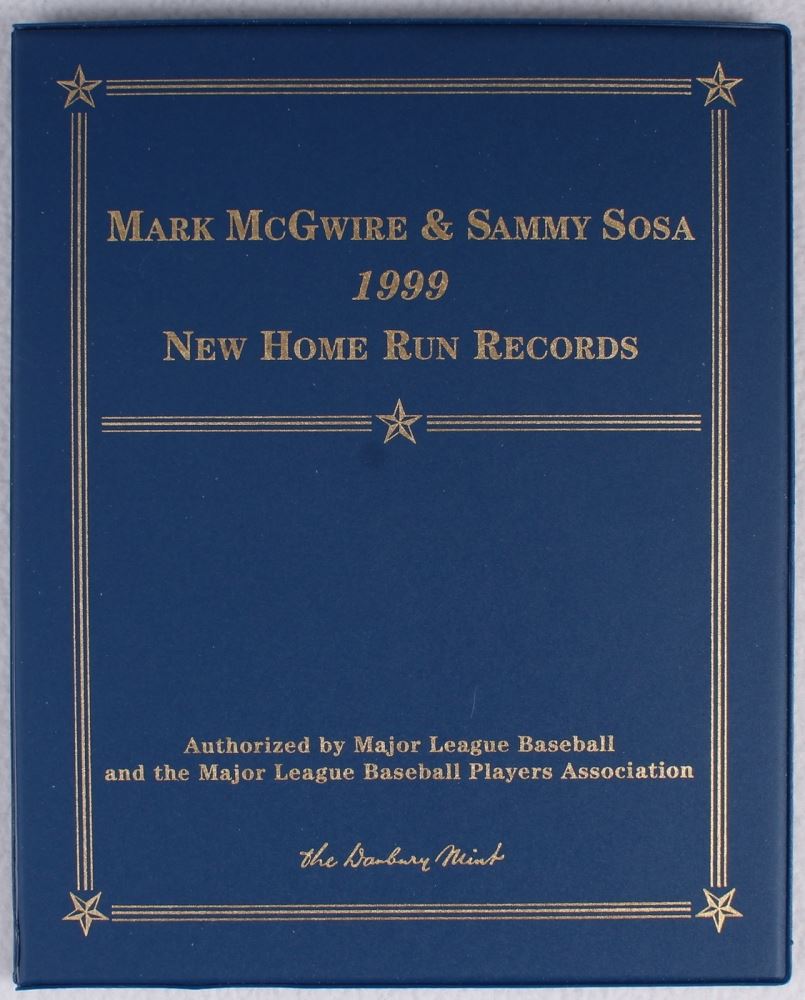 Mark McGwire & Sammy Sosa
1999
New Home Run Records
Authorized by Major League Baseball
and the Major League Baseball Players Association
The Danbury Mint